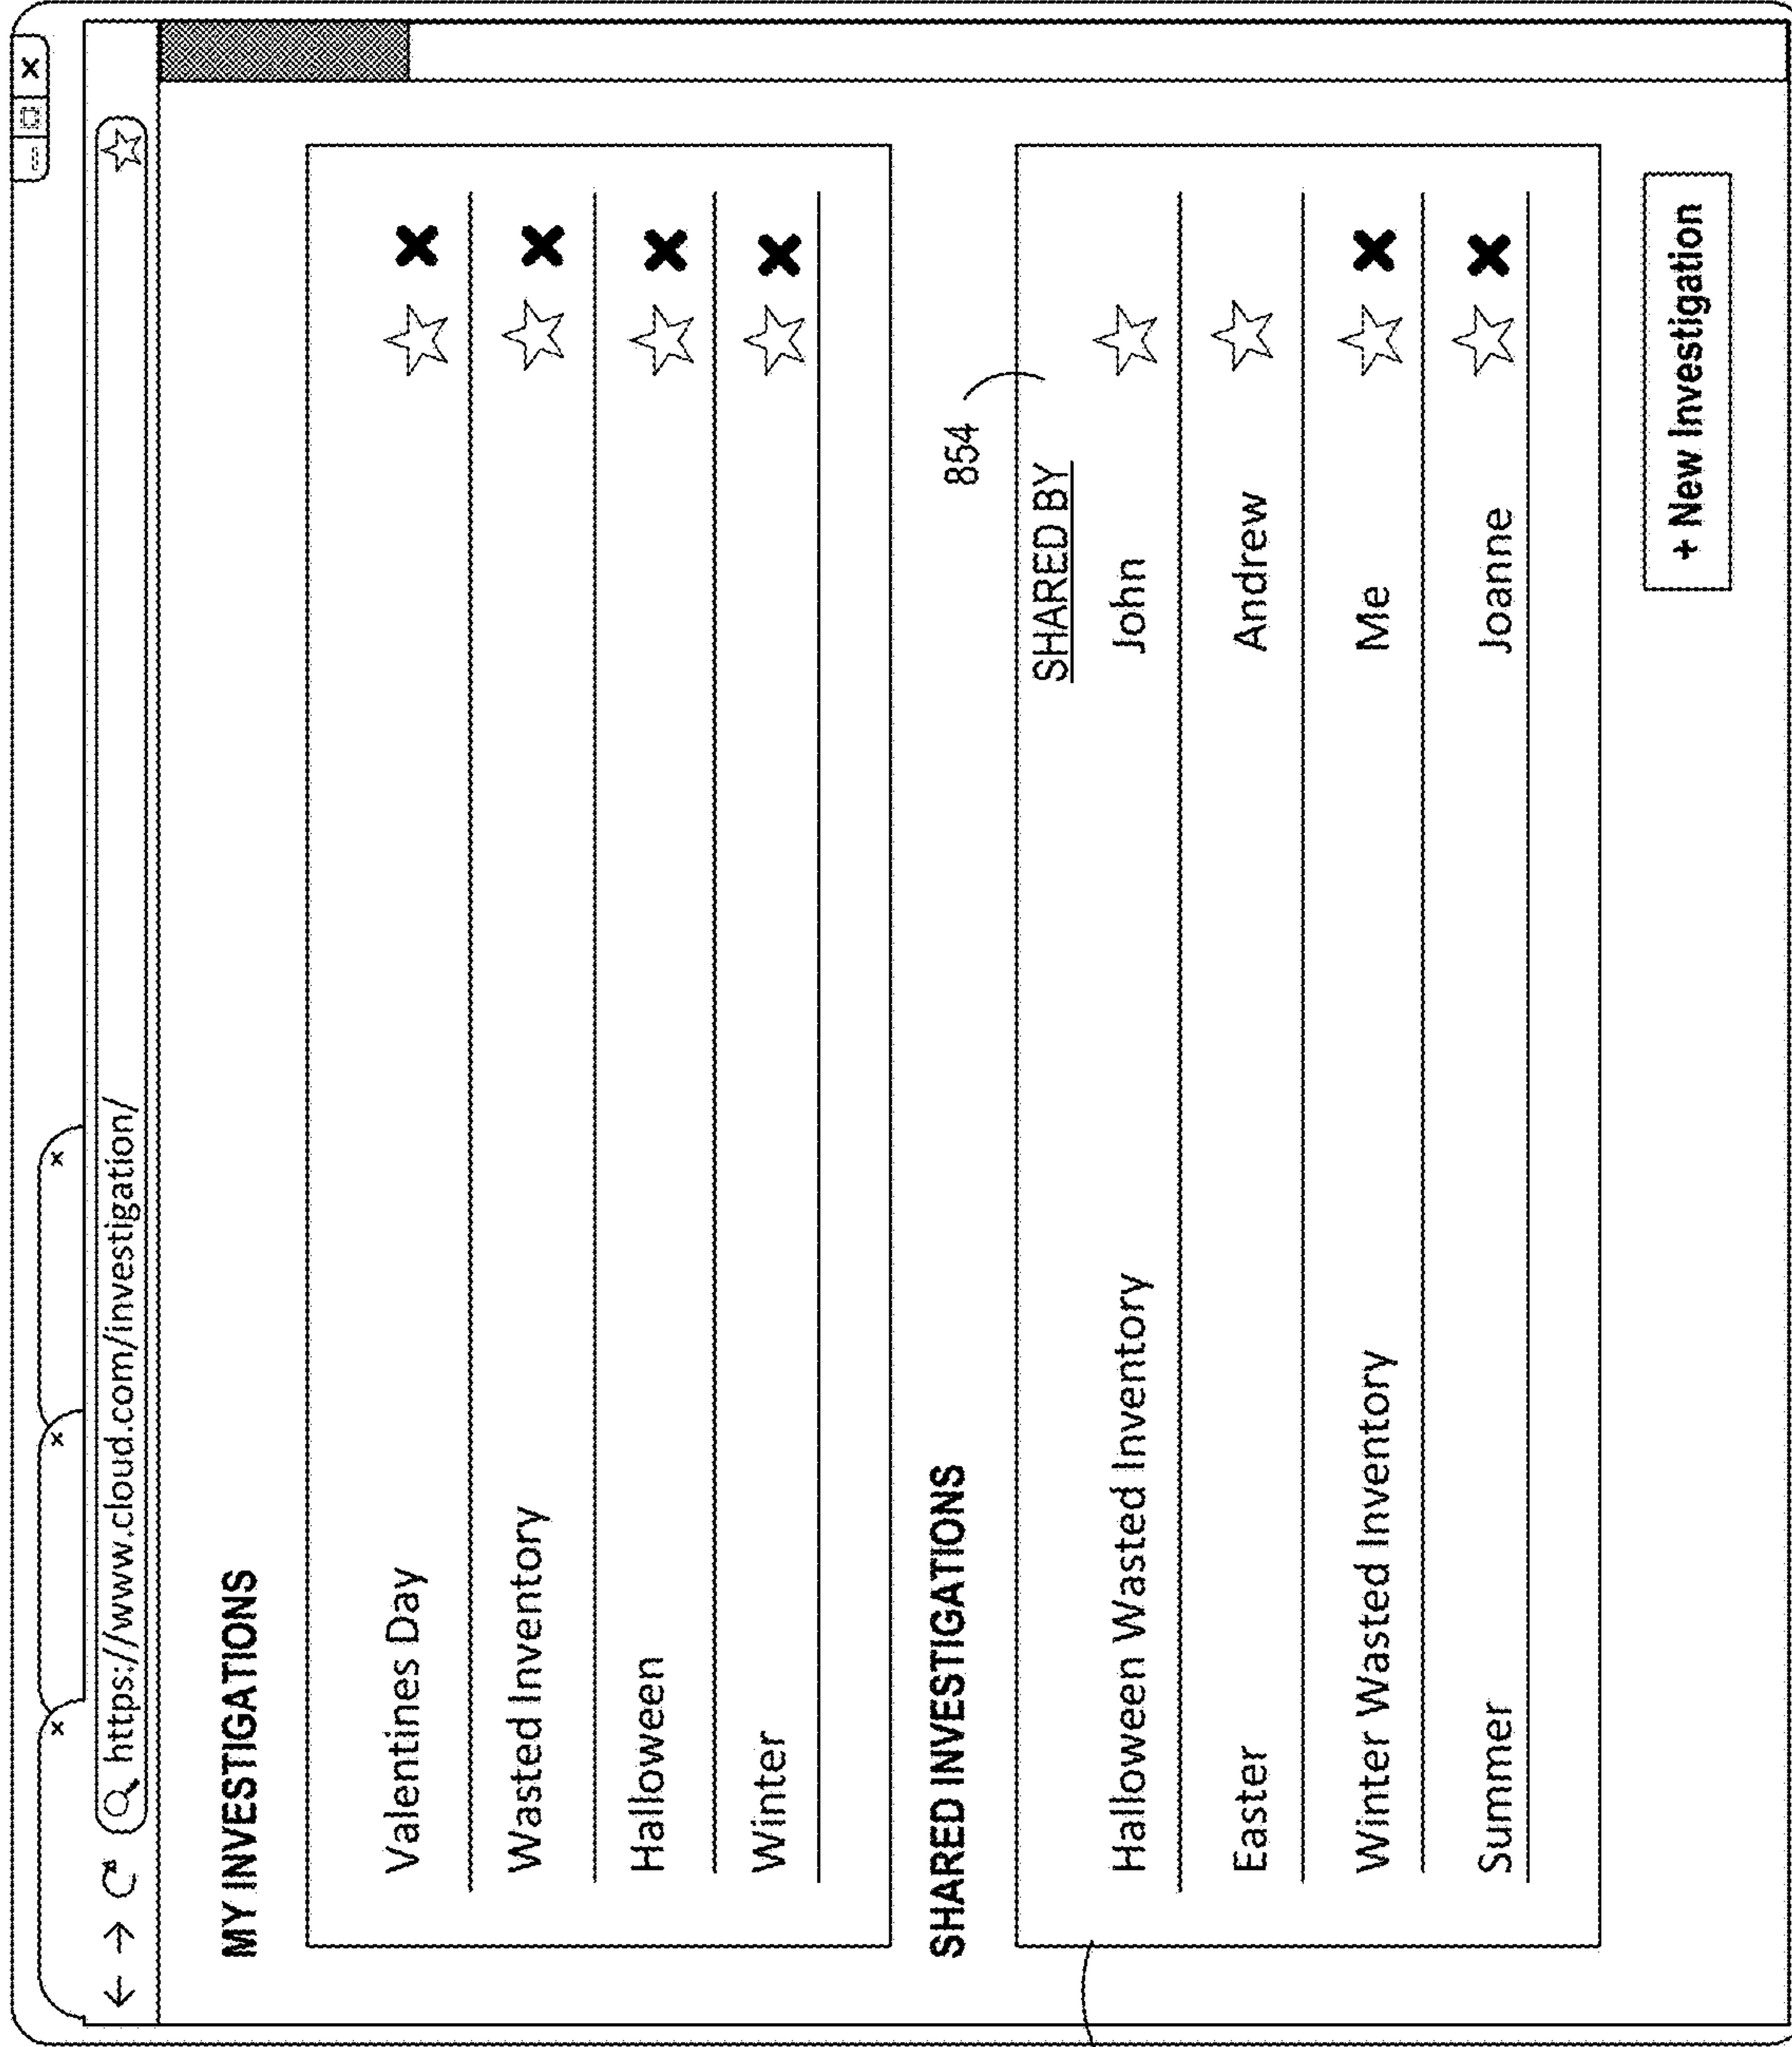 https://www.cloud.com/investigation/
MY INVESTIGATIONS
Valentines Day
Wasted Inventory
Halloween
Winter
854
SHARED INVESTIGATIONS
SHARED BY
Halloween Wasted Inventory John
Easter Andrew
Winter Wasted Inventory Me
Summer Joanne
+ New Investigation